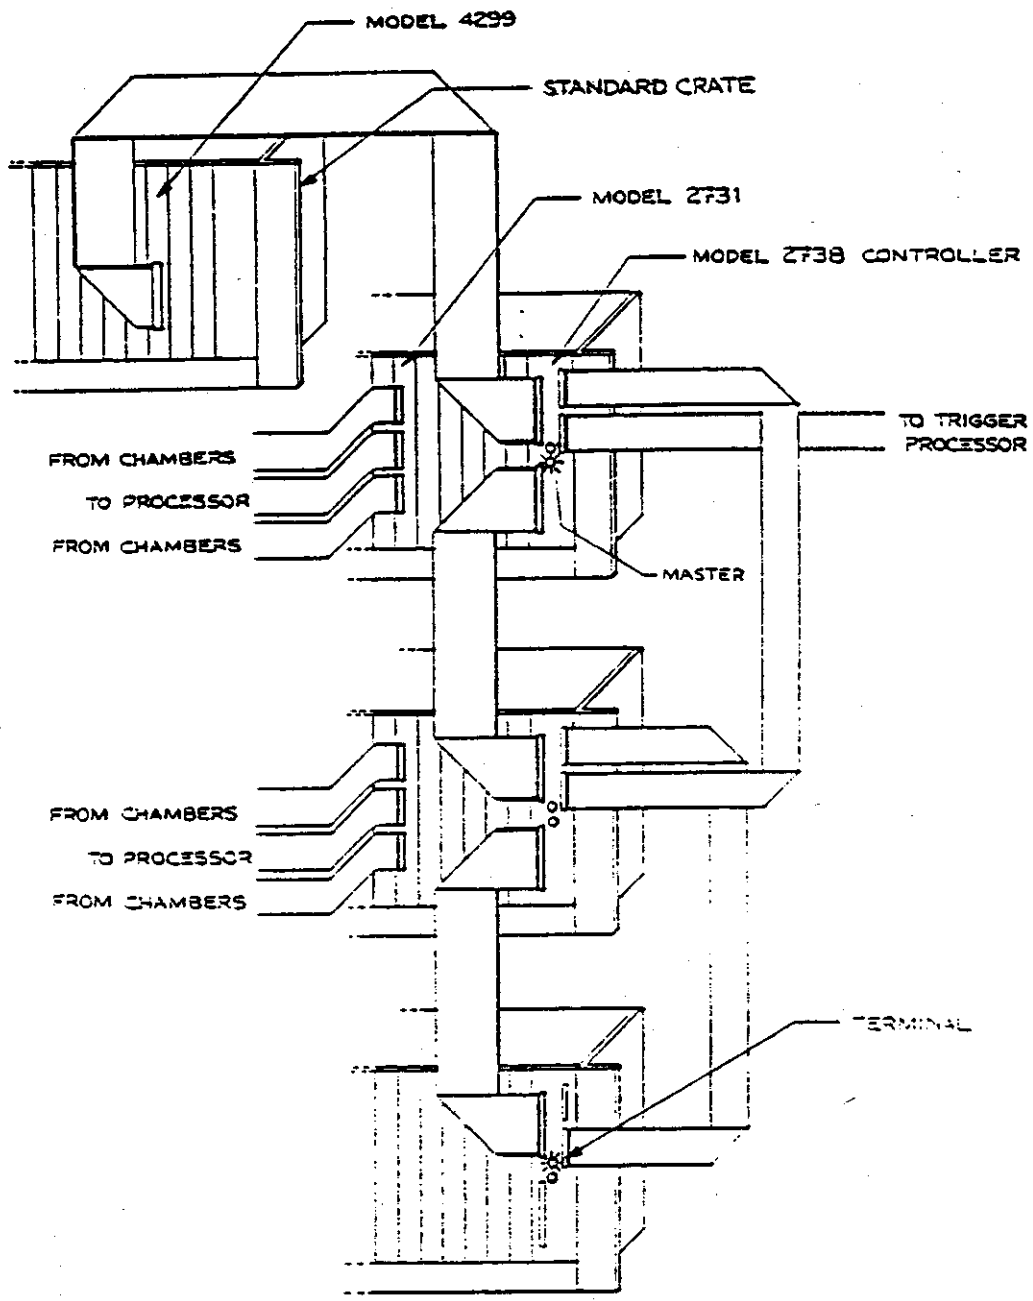 MODEL 4299
STANDARD CRATE
MODEL 2731
MODEL 2738 CONTROLLER
TO TRIGGER
PROCESSOR
FROM CHAMBERS
TO PROCESSOR
FROM CHAMBERS
MASTER
FROM CHAMBERS
TO PROCESSOR
FROM CHAMBERS
TERMINAL